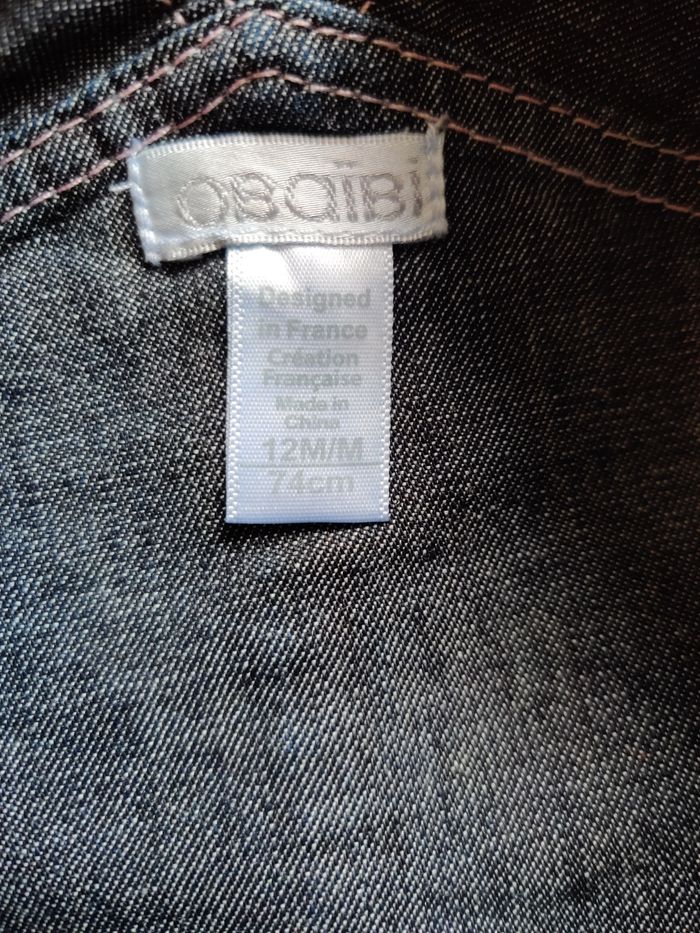 OBAÏBI
Designed
in France
Création
Française
Made in
China
12M/M
74cm